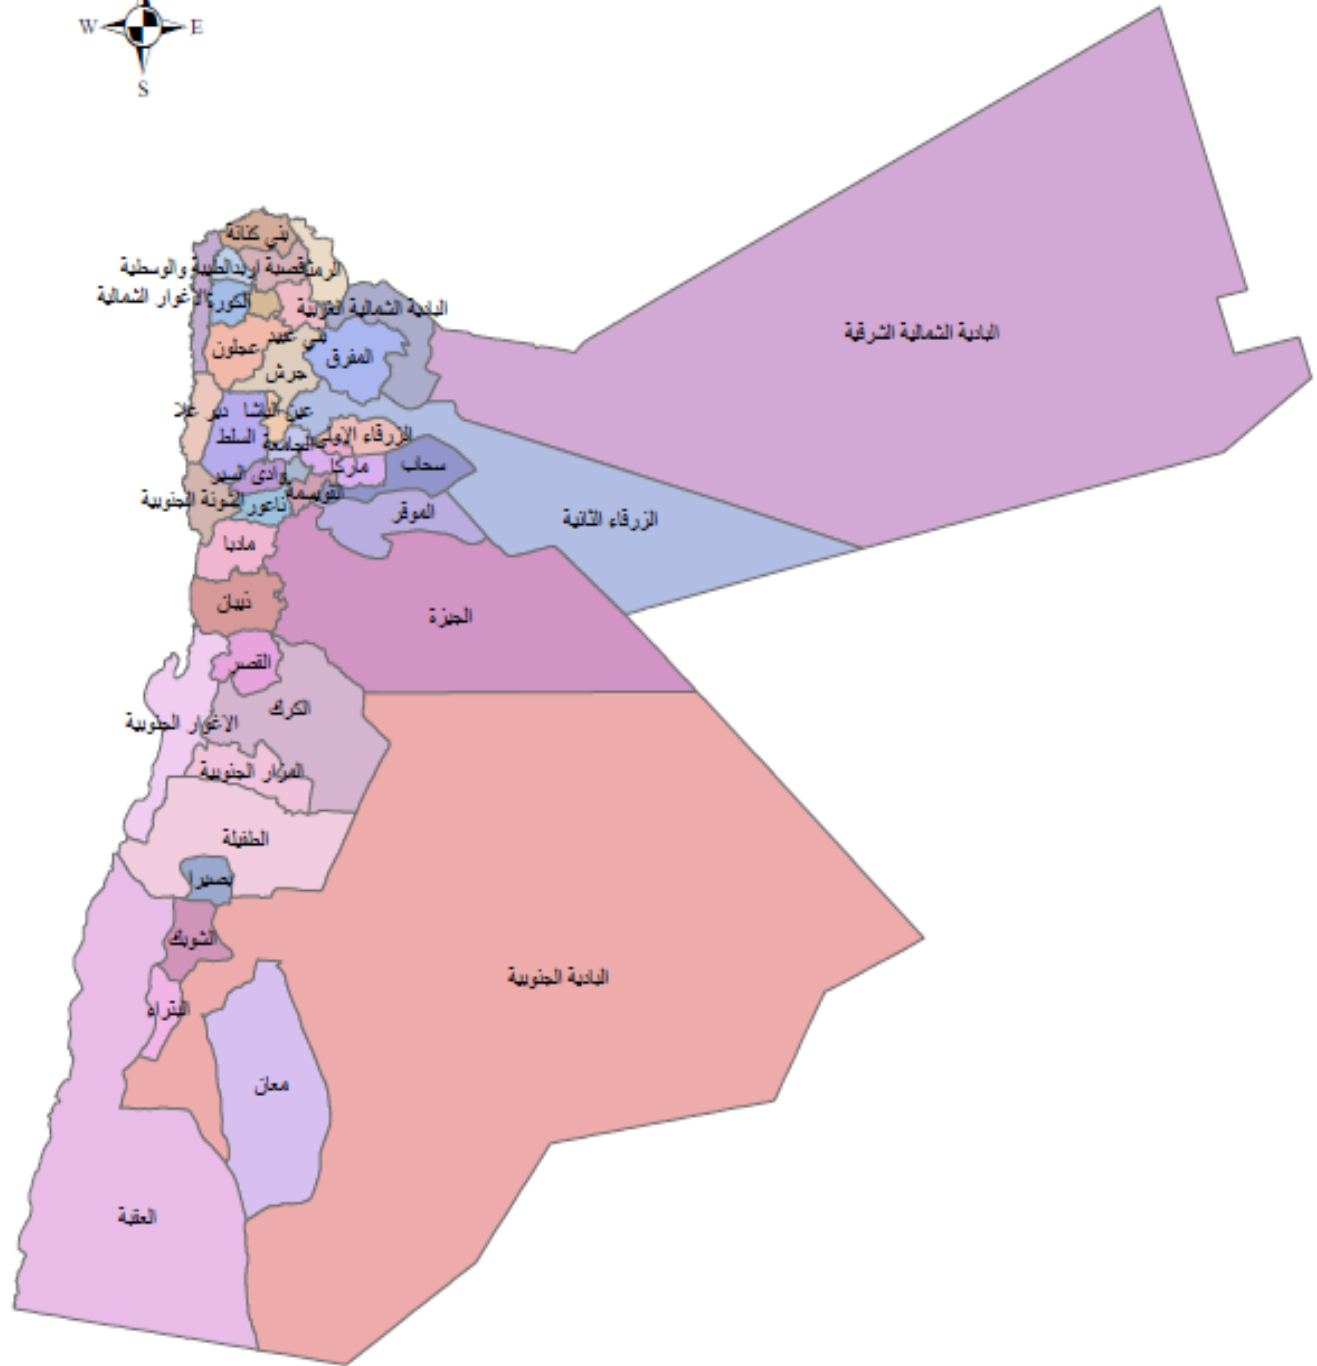 W E
S
بني كنانة
الرمثا
قصبة اربد
الطيبة والوسطية
الاغوار الشمالية
الكورة
البادية الشمالية الغربية
البادية الشمالية الشرقية
بني عبيد
عجلون
المفرق
جرش
دير علا
عين الباشا
السلط
الجامعة
الزرقاء الاولى
ماركا
سحاب
وادى السير
الشونة الجنوبية
القويسمة
ناعور
الموقر
الزرقاء الثانية
مادبا
ذيبان
الجيزة
القصر
الكرك
الاغوار الجنوبية
المزار الجنوبية
الطفيلة
بصيرا
الشوبك
البادية الجنوبية
البتراء
معان
العقبة